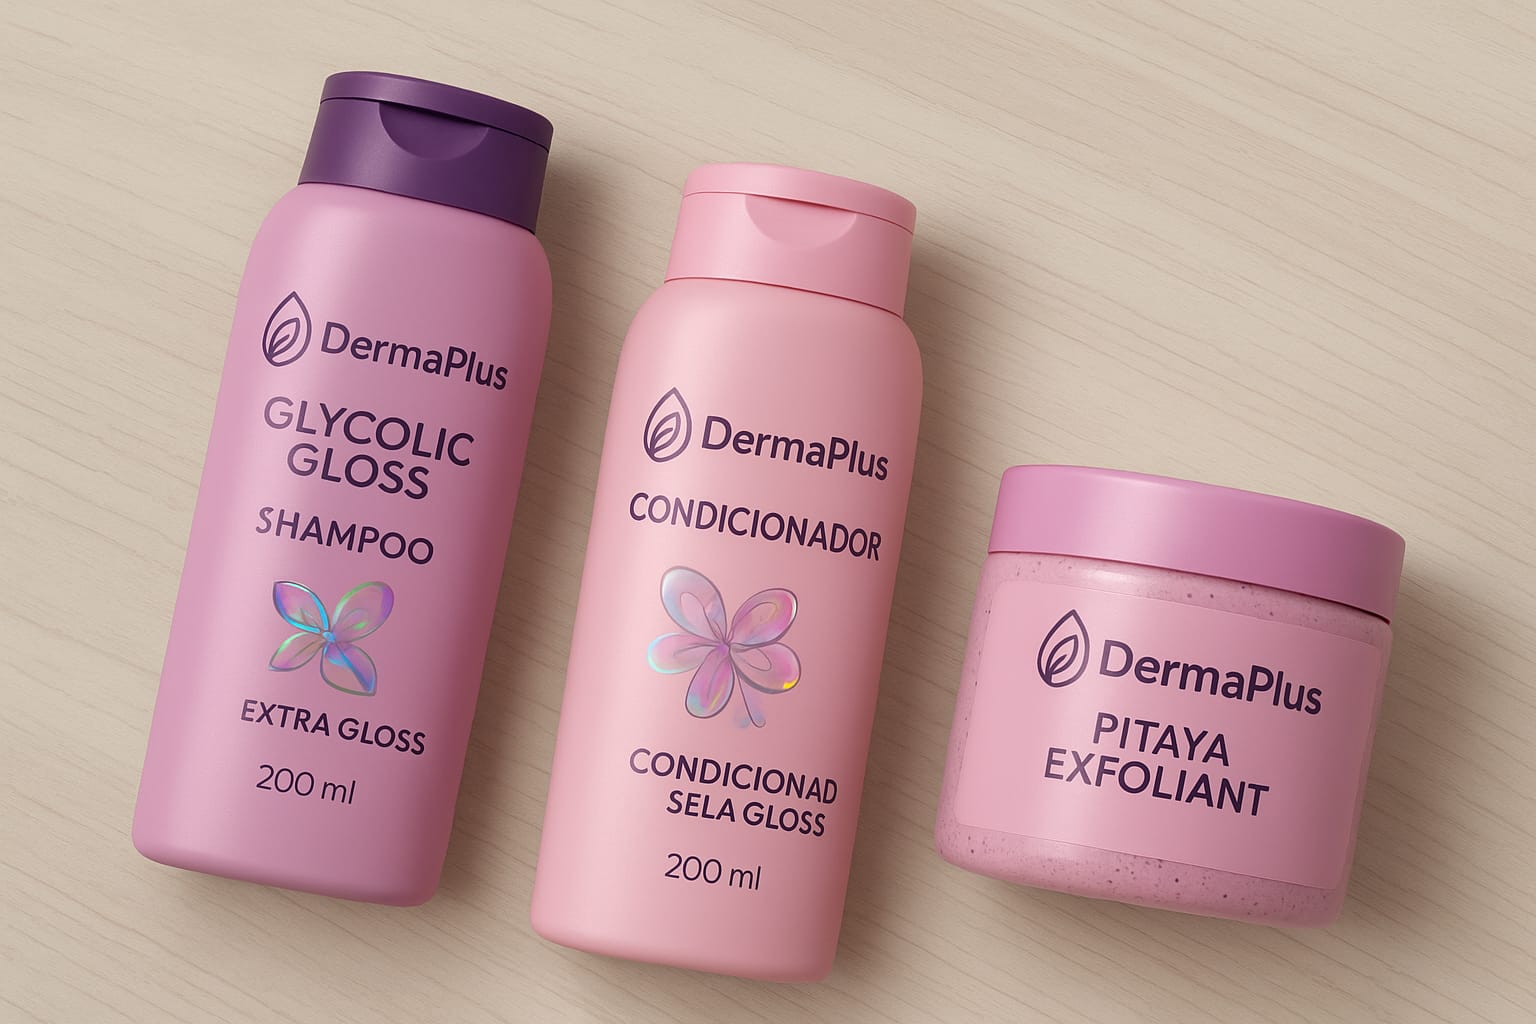 DermaPlus
GLYCOLIC
GLOSS
SHAMPOO
EXTRA GLOSS
200 ml
DermaPlus
CONDICIONADOR
CONDICIONAD
SELA GLOSS
200 ml
DermaPlus
PITAYA
EXFOLIANT